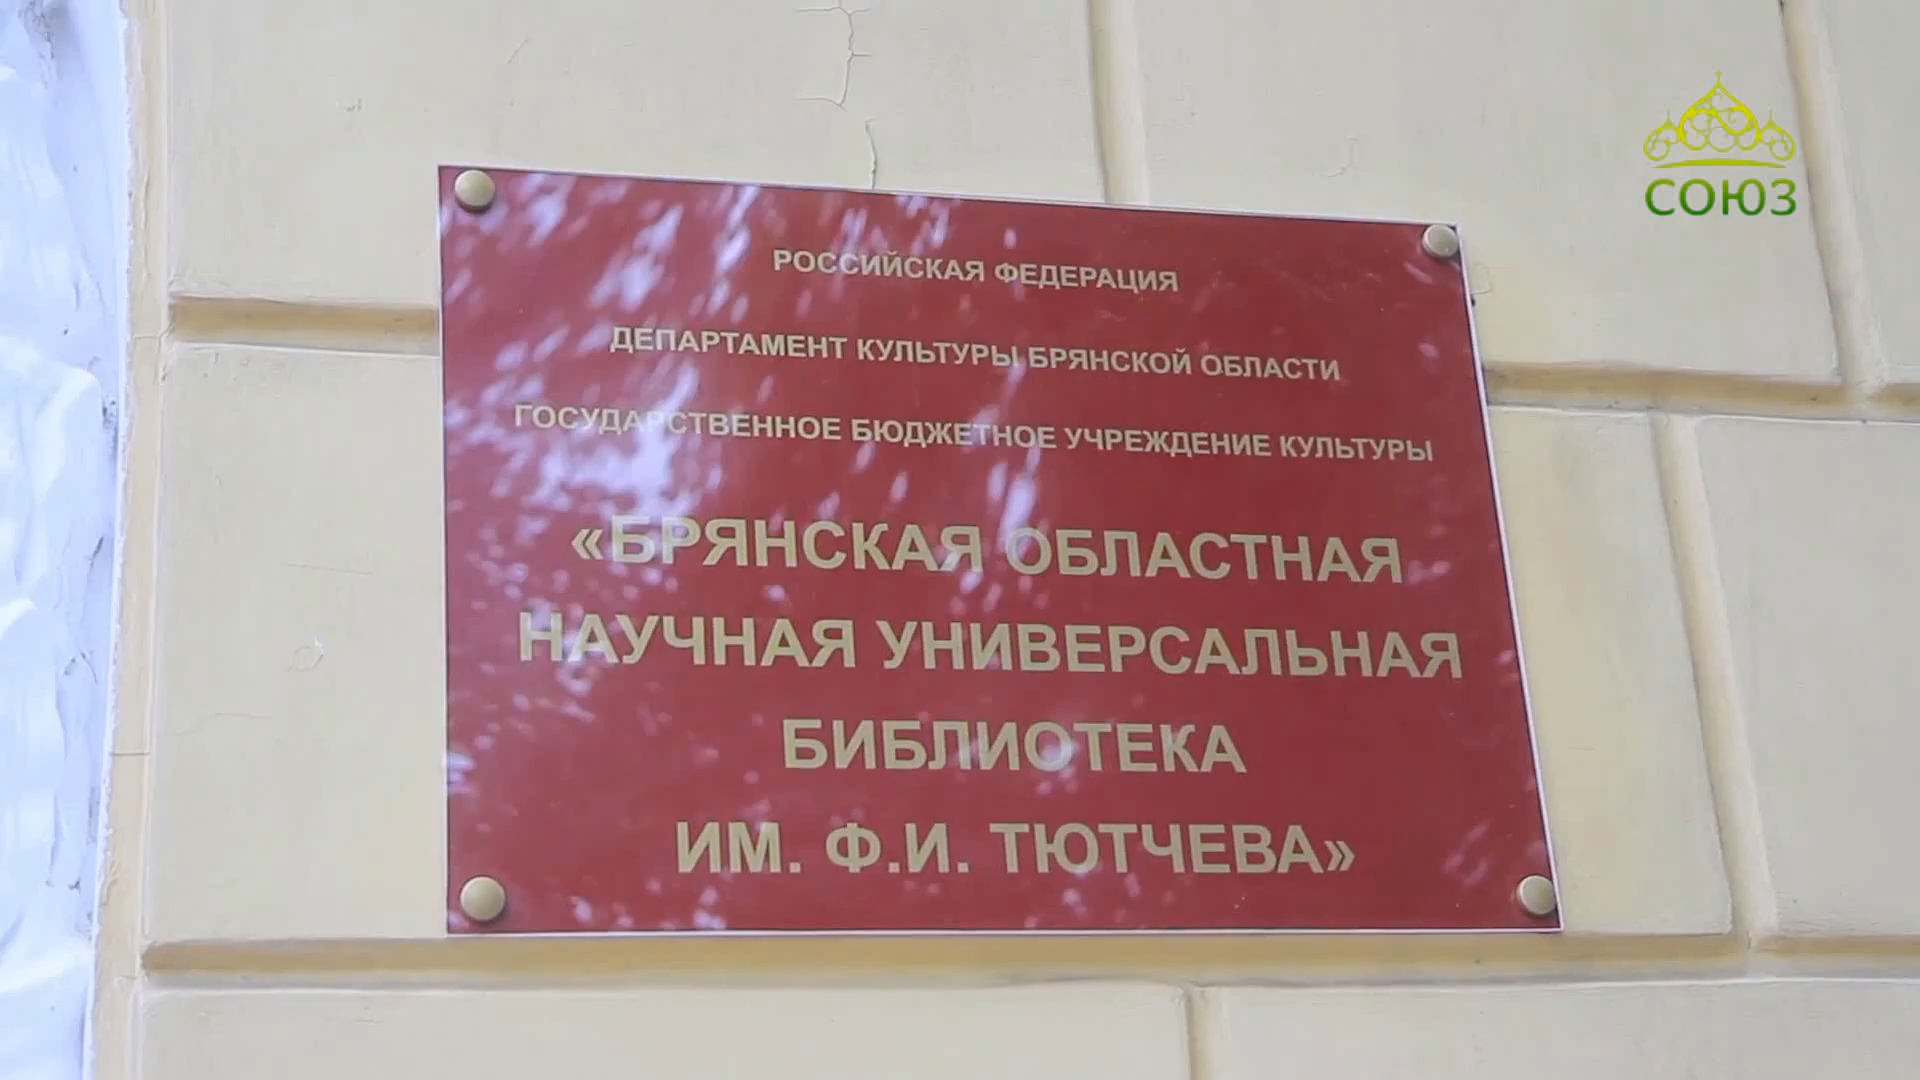 СОЮЗ
РОССИЙСКАЯ ФЕДЕРАЦИЯ
ДЕПАРТАМЕНТ КУЛЬТУРЫ БРЯНСКОЙ ОБЛАСТИ
ГОСУДАРСТВЕННОЕ БЮДЖЕТНОЕ УЧРЕЖДЕНИЕ КУЛЬТУРЫ
«БРЯНСКАЯ ОБЛАСТНАЯ
НАУЧНАЯ УНИВЕРСАЛЬНАЯ
БИБЛИОТЕКА
ИМ. Ф.И. ТЮТЧЕВА»